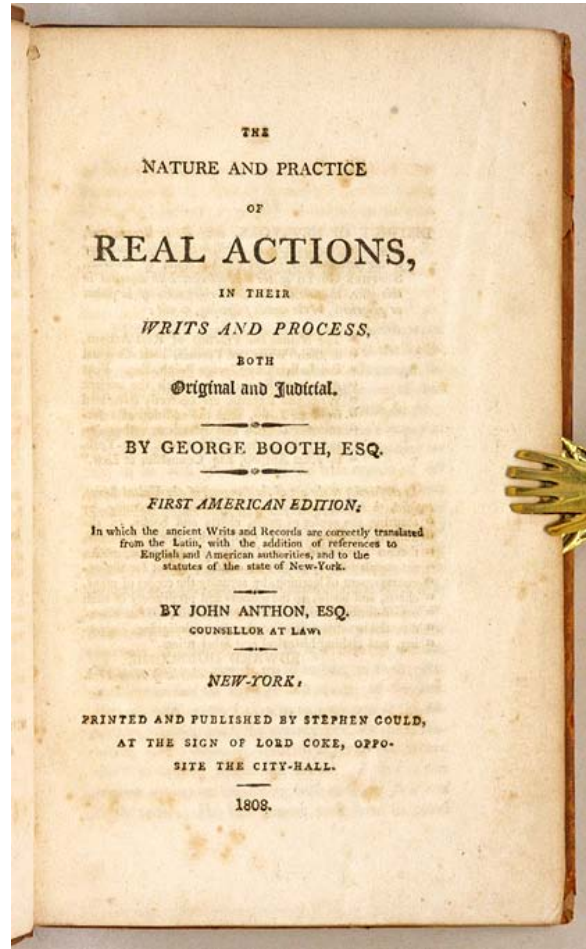 THE
NATURE AND PRACTICE
OF
REAL ACTIONS,
IN THEIR
WRITS AND PROCESS,
BOTH
Original and Judicial.
BY GEORGE BOOTH, ESQ.
FIRST AMERICAN EDITION;
In which the ancient Writs and Records are correctly translated
from the Latin, with the addition of references to
English and American authorities, and to the
statutes of the state of New-York.
BY JOHN ANTHON, ESQ.
COUNSELLOR AT LAW;
NEW-YORK:
PRINTED AND PUBLISHED BY STEPHEN GOULD,
AT THE SIGN OF LORD COKE, OPPO-
SITE THE CITY-HALL.
1808.